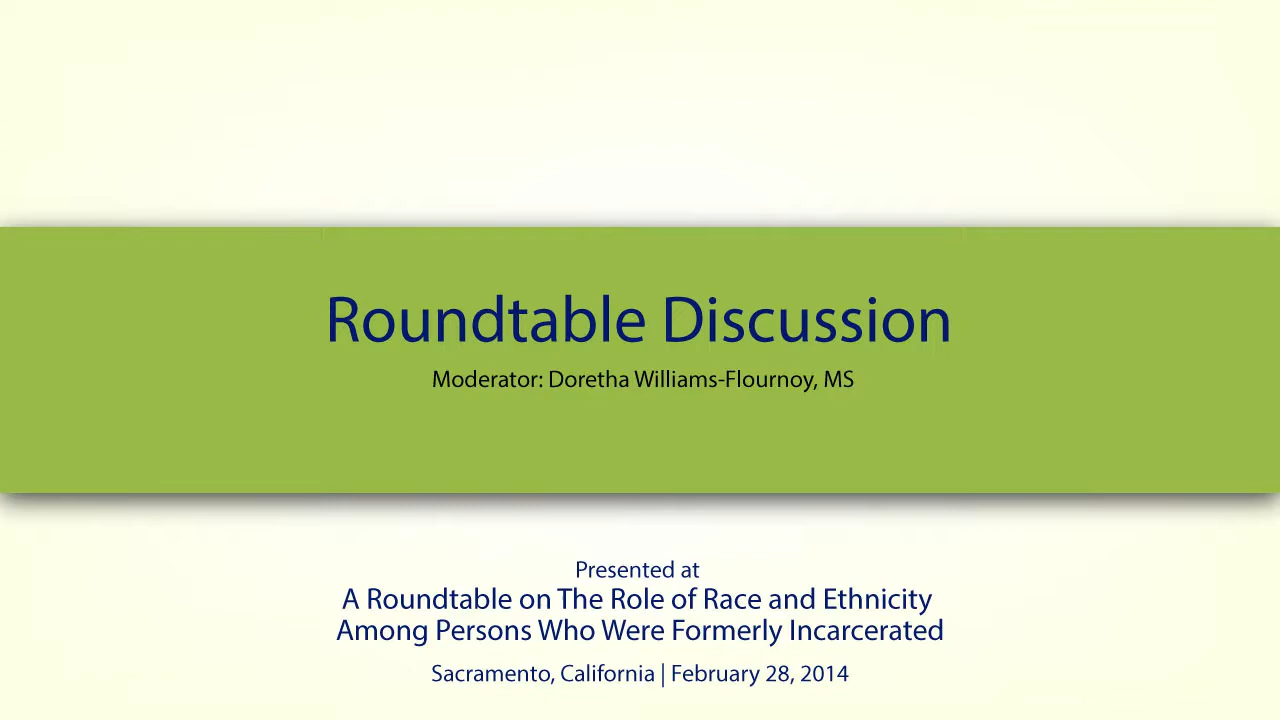 Roundtable Discussion
Moderator: Doretha Williams-Flournoy, MS
Presented at
A Roundtable on The Role of Race and Ethnicity
Among Persons Who Were Formerly Incarcerated
Sacramento, California | February 28, 2014